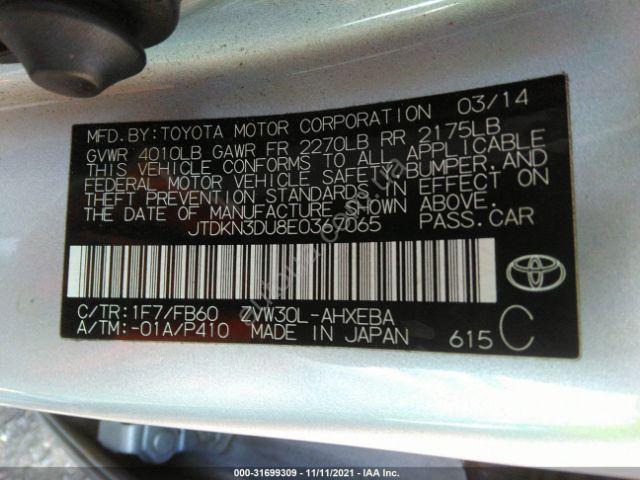 03/14
MFD.BY:TOYOTA MOTOR CORPORATION
GVWR 4010LB GAWR FR 2270LB RR 2175LB
THIS VEHICLE CONFORMS TO ALL APPLICABLE
FEDERAL MOTOR VEHICLE SAFETY,BUMPER,AND
THEFT PREVENTION STANDARDS IN EFFECT ON
THE DATE OF MANUFACTURE SHOWN ABOVE.
JTDKN3DU8E0367065 PASS.CAR
C/TR:1F7/FB60 ZVW30L-AHXEBA
A/TM:-01A/P410 MADE IN JAPAN 615 C
TOYOTA
000-31699309 - 11/11/2021 - IAA Inc.